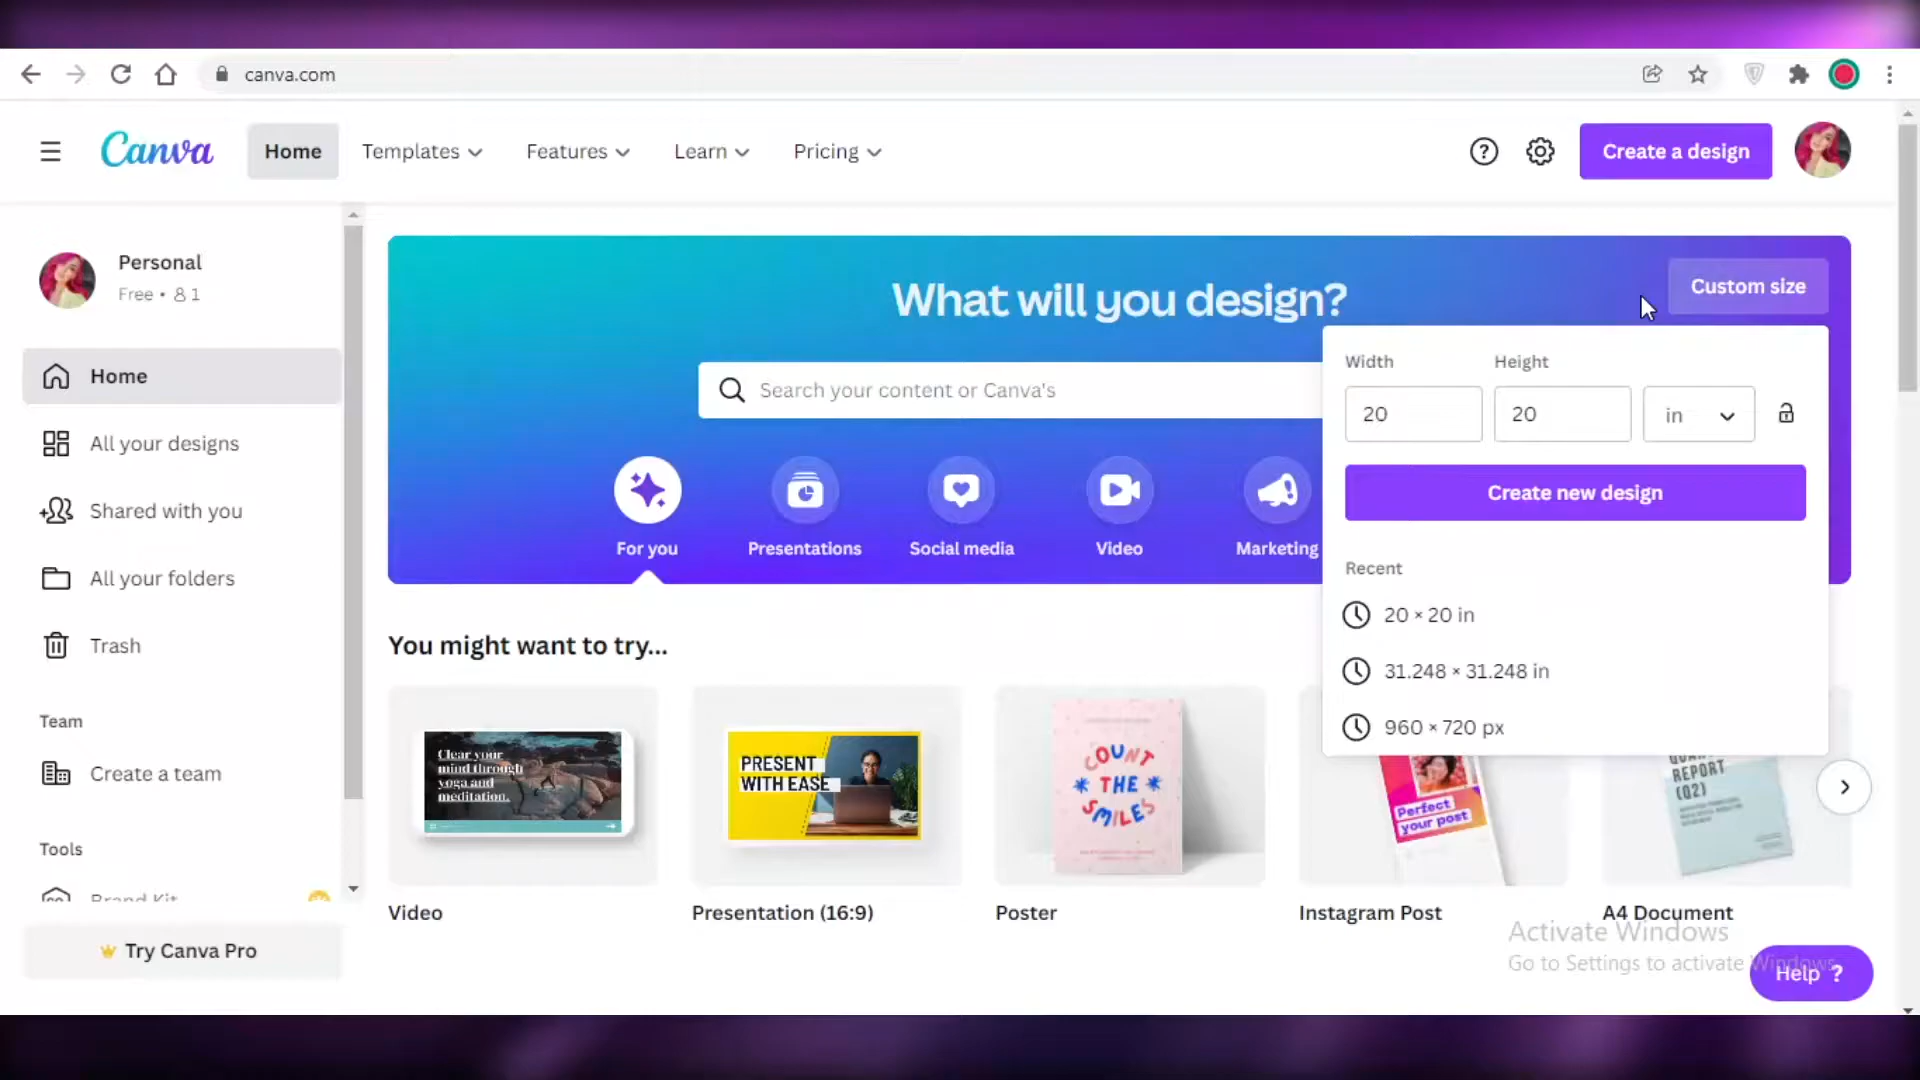 canva.com
Canva
Home
Templates
Features
Learn
Pricing
Create a design
Personal
Free • 1
Home
All your designs
Shared with you
All your folders
Trash
Team
Create a team
Tools
Brand Kit
Try Canva Pro
What will you design?
Custom size
Search your content or Canva's
For you
Presentations
Social media
Video
Marketing
Width
Height
20
20
in
Create new design
Recent
20 × 20 in
31.248 × 31.248 in
960 × 720 px
You might want to try...
Clear your
mind through
yoga and
meditation.
PRESENT
WITH EASE
COUNT
THE
SMILES
Perfect
your post
REPORT
(Q2)
Video
Presentation (16:9)
Poster
Instagram Post
A4 Document
Activate Windows
Go to Settings to activate Windows.
Help ?